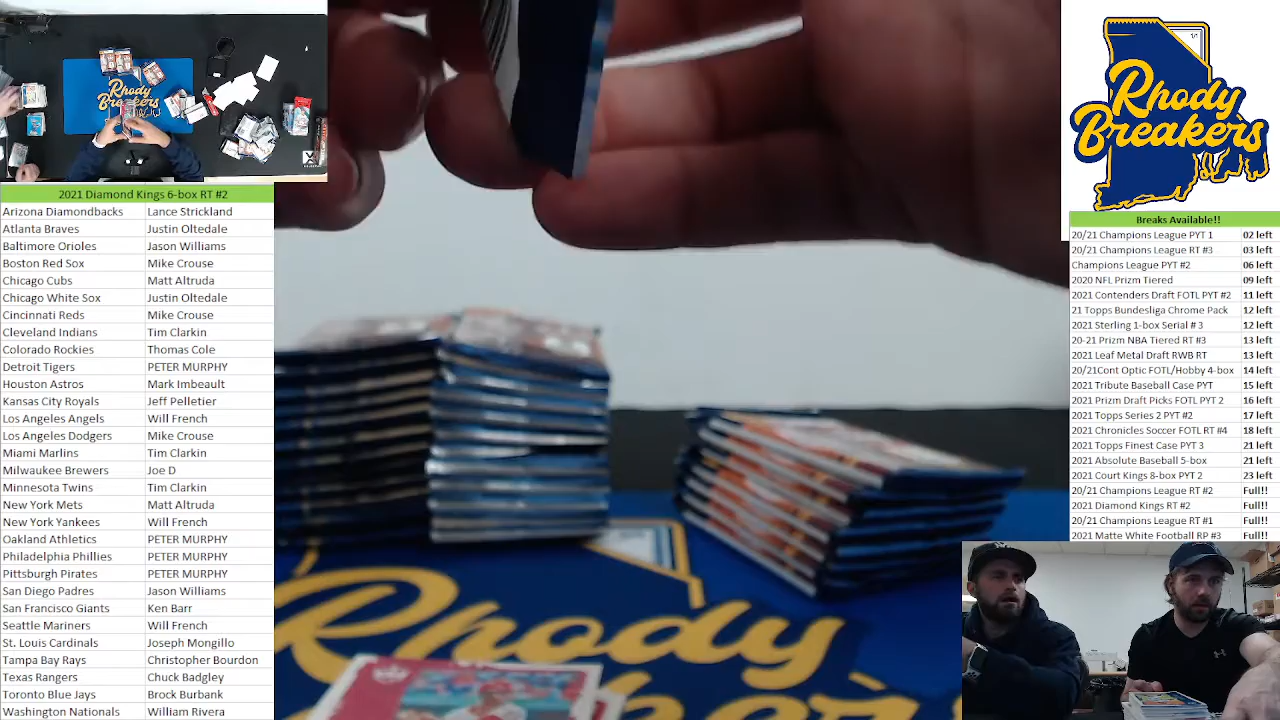 Rhody
Breakers
2021 Diamond Kings 6-box RT #2
Arizona Diamondbacks Lance Strickland
Atlanta Braves Justin Oltedale
Baltimore Orioles Jason Williams
Boston Red Sox Mike Crouse
Chicago Cubs Matt Altruda
Chicago White Sox Justin Oltedale
Cincinnati Reds Mike Crouse
Cleveland Indians Tim Clarkin
Colorado Rockies Thomas Cole
Detroit Tigers PETER MURPHY
Houston Astros Mark Imbeault
Kansas City Royals Jeff Pelletier
Los Angeles Angels Will French
Los Angeles Dodgers Mike Crouse
Miami Marlins Tim Clarkin
Milwaukee Brewers Joe D
Minnesota Twins Tim Clarkin
New York Mets Matt Altruda
New York Yankees Will French
Oakland Athletics PETER MURPHY
Philadelphia Phillies PETER MURPHY
Pittsburgh Pirates PETER MURPHY
San Diego Padres Jason Williams
San Francisco Giants Ken Barr
Seattle Mariners Will French
St. Louis Cardinals Joseph Mongillo
Tampa Bay Rays Christopher Bourdon
Texas Rangers Chuck Badgley
Toronto Blue Jays Brock Burbank
Washington Nationals William Rivera
Rhody
1/1
Rhody
Breakers
Breaks Available!!
20/21 Champions League PYT 1 02 left
20/21 Champions League RT #3 03 left
Champions League PYT #2 06 left
2020 NFL Prizm Tiered 09 left
2021 Contenders Draft FOTL PYT #2 11 left
21 Topps Bundesliga Chrome Pack 12 left
2021 Sterling 1-box Serial # 3 12 left
20-21 Prizm NBA Tiered RT #3 13 left
2021 Leaf Metal Draft RWB RT 13 left
20/21Cont Optic FOTL/Hobby 4-box 14 left
2021 Tribute Baseball Case PYT 15 left
2021 Prizm Draft Picks FOTL PYT 2 16 left
2021 Topps Series 2 PYT #2 17 left
2021 Chronicles Soccer FOTL RT #4 18 left
2021 Topps Finest Case PYT 3 21 left
2021 Absolute Baseball 5-box 21 left
2021 Court Kings 8-box PYT 2 23 left
20/21 Champions League RT #2 Full!!
2021 Diamond Kings RT #2 Full!!
20/21 Champions League RT #1 Full!!
2021 Matte White Football RP #3 Full!!